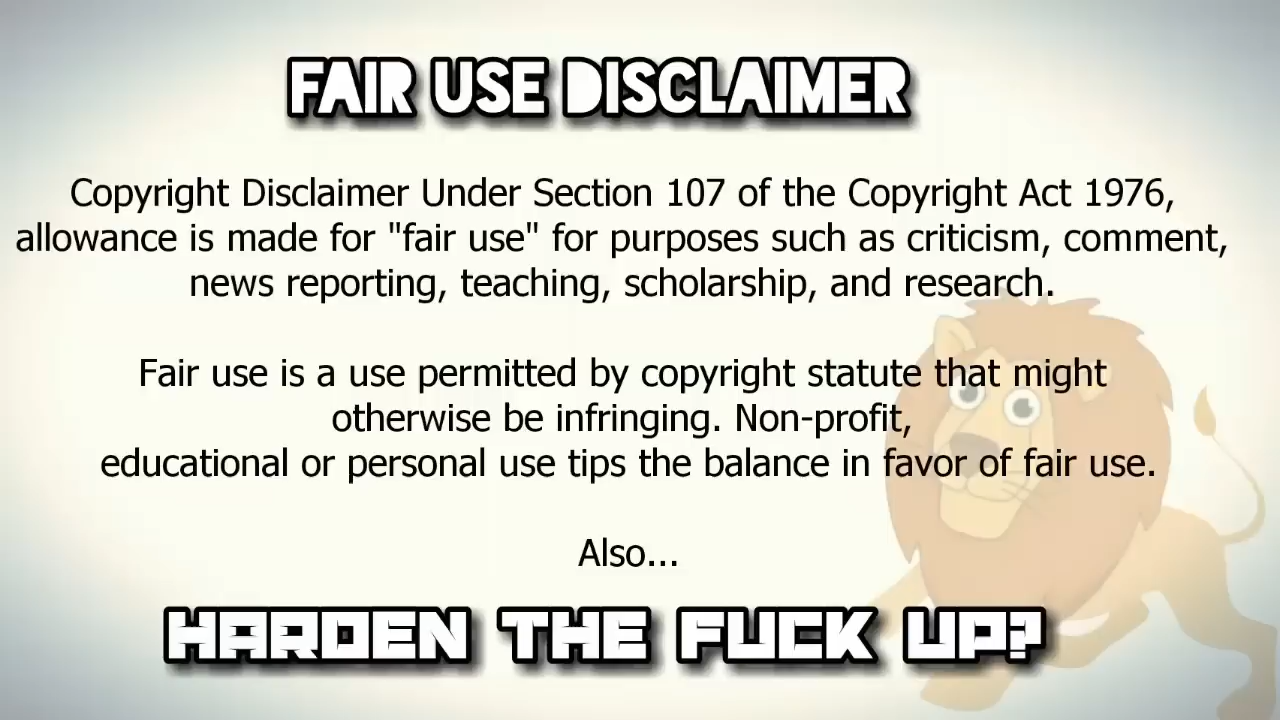 FAIR USE DISCLAIMER
Copyright Disclaimer Under Section 107 of the Copyright Act 1976,
allowance is made for "fair use" for purposes such as criticism, comment,
news reporting, teaching, scholarship, and research.
Fair use is a use permitted by copyright statute that might
otherwise be infringing. Non-profit,
educational or personal use tips the balance in favor of fair use.
Also...
HARDEN THE FUCK UP?